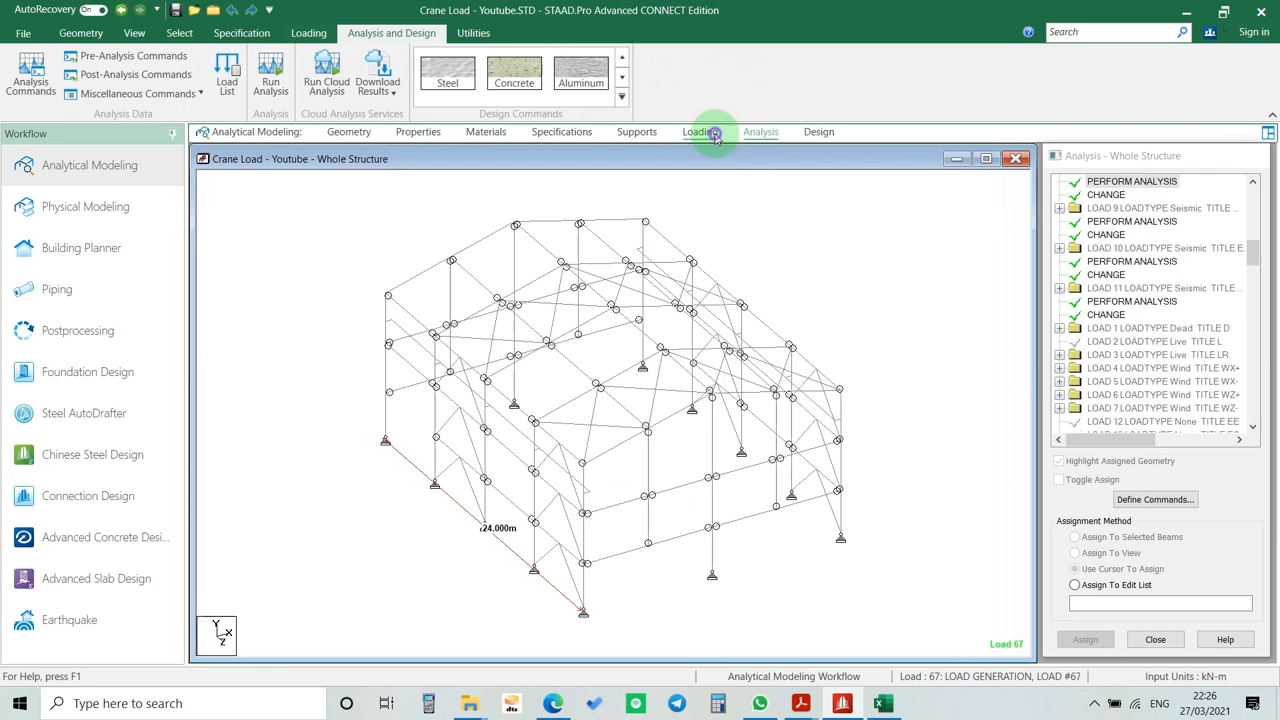 AutoRecovery ON
Crane Load - Youtube.STD - STAAD.Pro Advanced CONNECT Edition
File Geometry View Select Specification Loading Analysis and Design Utilities
Search Sign in
Analysis Commands
Pre-Analysis Commands
Post-Analysis Commands
Miscellaneous Commands
Load List
Run Analysis
Run Cloud Analysis
Download Results
Steel Concrete Aluminum
Analysis Data Analysis Cloud Analysis Services Design Commands
Workflow
Analytical Modeling: Geometry Properties Materials Specifications Supports Loading Analysis Design
Analytical Modeling
Physical Modeling
Building Planner
Piping
Postprocessing
Foundation Design
Steel AutoDrafter
Chinese Steel Design
Connection Design
Advanced Concrete Desi...
Advanced Slab Design
Earthquake
Crane Load - Youtube - Whole Structure
24.000m
Y X Z
Load 67
Analysis - Whole Structure
PERFORM ANALYSIS
CHANGE
LOAD 9 LOADTYPE Seismic TITLE ...
PERFORM ANALYSIS
CHANGE
LOAD 10 LOADTYPE Seismic TITLE E
PERFORM ANALYSIS
CHANGE
LOAD 11 LOADTYPE Seismic TITLE ...
PERFORM ANALYSIS
CHANGE
LOAD 1 LOADTYPE Dead TITLE D
LOAD 2 LOADTYPE Live TITLE L
LOAD 3 LOADTYPE Live TITLE LR
LOAD 4 LOADTYPE Wind TITLE WX+
LOAD 5 LOADTYPE Wind TITLE WX-
LOAD 6 LOADTYPE Wind TITLE WZ+
LOAD 7 LOADTYPE Wind TITLE WZ-
LOAD 12 LOADTYPE None TITLE EE
Highlight Assigned Geometry
Toggle Assign
Define Commands...
Assignment Method
Assign To Selected Beams
Assign To View
Use Cursor To Assign
Assign To Edit List
Assign Close Help
For Help, press F1
Analytical Modeling Workflow
Load : 67: LOAD GENERATION, LOAD #67
Input Units : kN-m
Type here to search
dts
ENG
22:26
27/03/2021